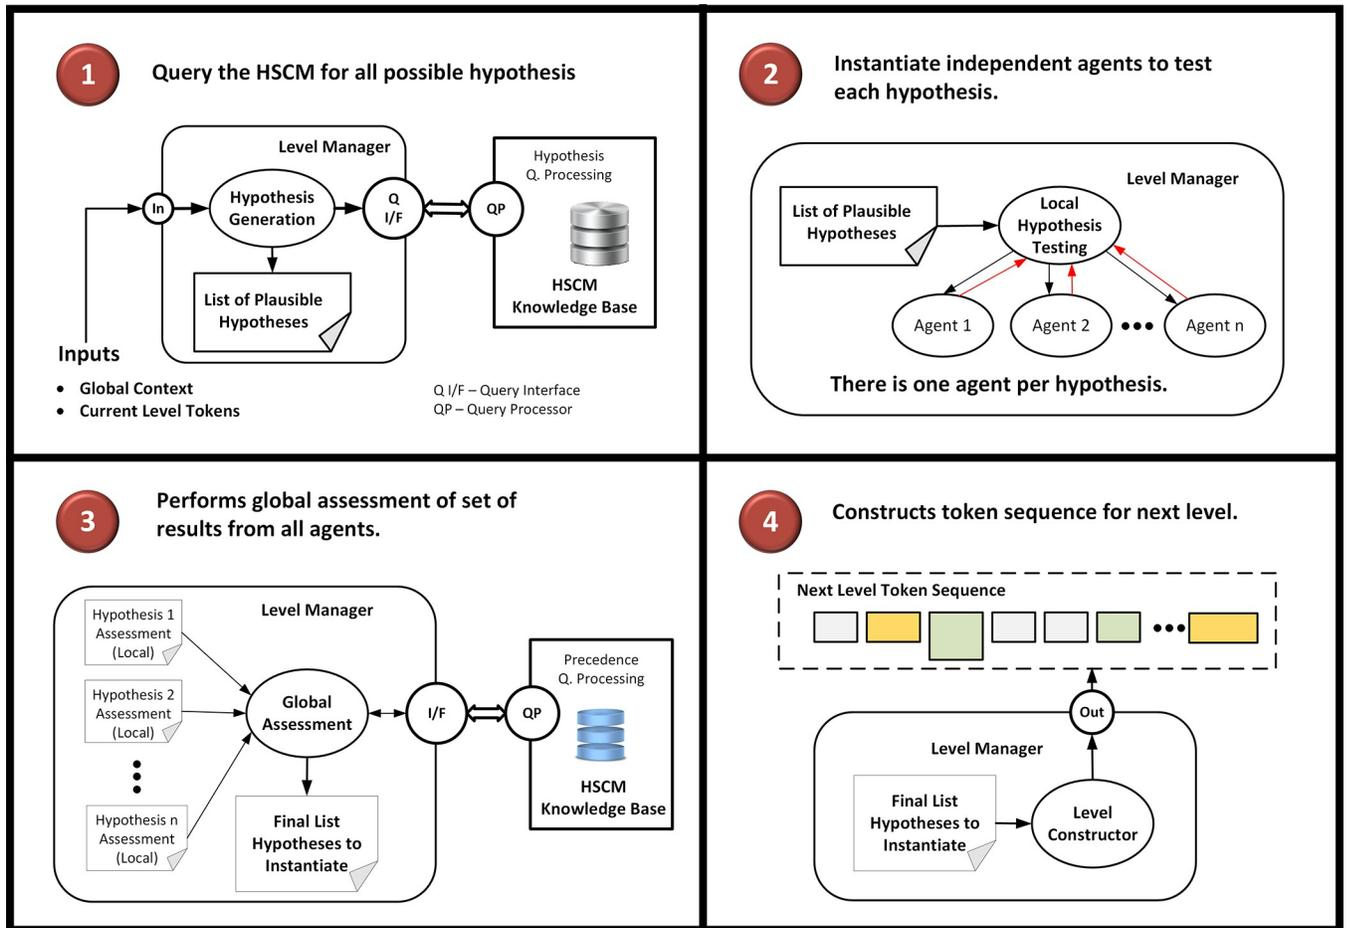 1
Query the HSCM for all possible hypothesis
Level Manager
In
Hypothesis
Generation
Q
I/F
QP
Hypothesis
Q. Processing
HSCM
Knowledge Base
List of Plausible
Hypotheses
Inputs
• Global Context
• Current Level Tokens
Q I/F – Query Interface
QP – Query Processor
2
Instantiate independent agents to test
each hypothesis.
Level Manager
List of Plausible
Hypotheses
Local
Hypothesis
Testing
Agent 1
Agent 2
•••
Agent n
There is one agent per hypothesis.
3
Performs global assessment of set of
results from all agents.
Level Manager
Hypothesis 1
Assessment
(Local)
Hypothesis 2
Assessment
(Local)
Hypothesis n
Assessment
(Local)
Global
Assessment
I/F
QP
Precedence
Q. Processing
HSCM
Knowledge Base
Final List
Hypotheses to
Instantiate
4
Constructs token sequence for next level.
Next Level Token Sequence
•••
Out
Level Manager
Final List
Hypotheses to
Instantiate
Level
Constructor